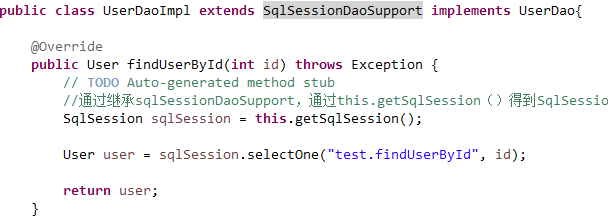 public class UserDaoImpl extends SqlSessionDaoSupport implements UserDao{
@Override
public User findUserById(int id) throws Exception {
// TODO Auto-generated method stub
//通过继承sqlSessionDaoSupport，通过this.getSqlSession（）得到SqlSessio
SqlSession sqlSession = this.getSqlSession();
User user = sqlSession.selectOne("test.findUserById", id);
return user;
}